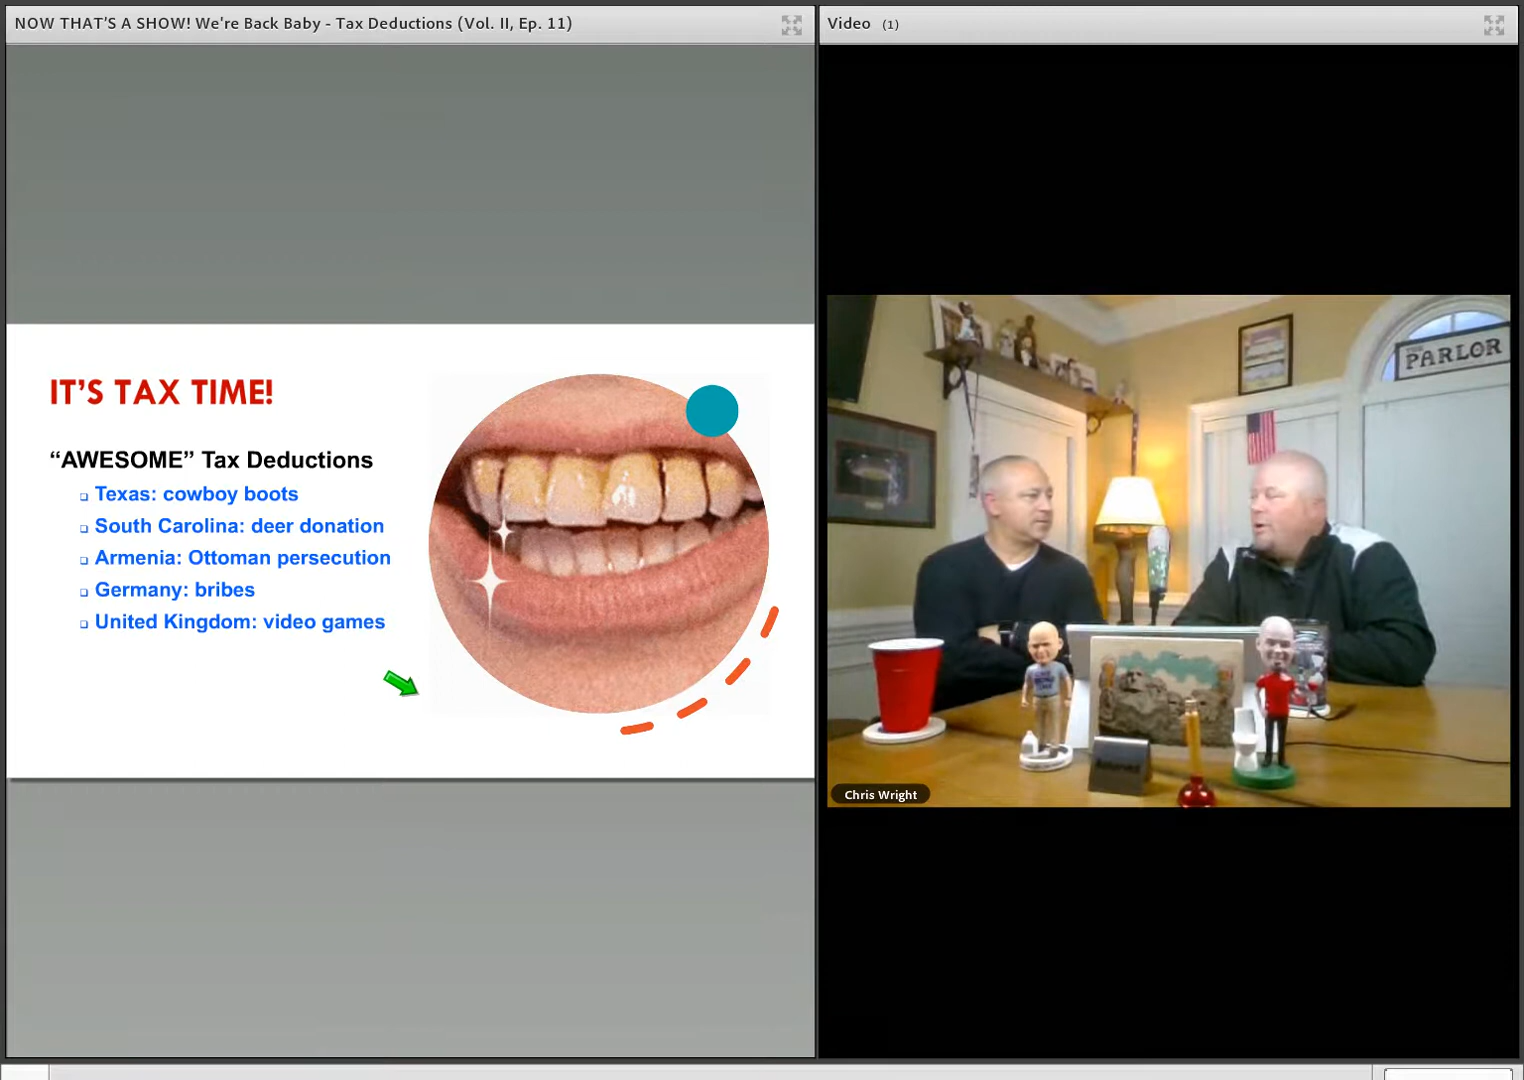 NOW THAT'S A SHOW! We're Back Baby - Tax Deductions (Vol. II, Ep. 11)
Video (1)
IT'S TAX TIME!
“AWESOME” Tax Deductions
Texas: cowboy boots
South Carolina: deer donation
Armenia: Ottoman persecution
Germany: bribes
United Kingdom: video games
PARLOR
Chris Wright